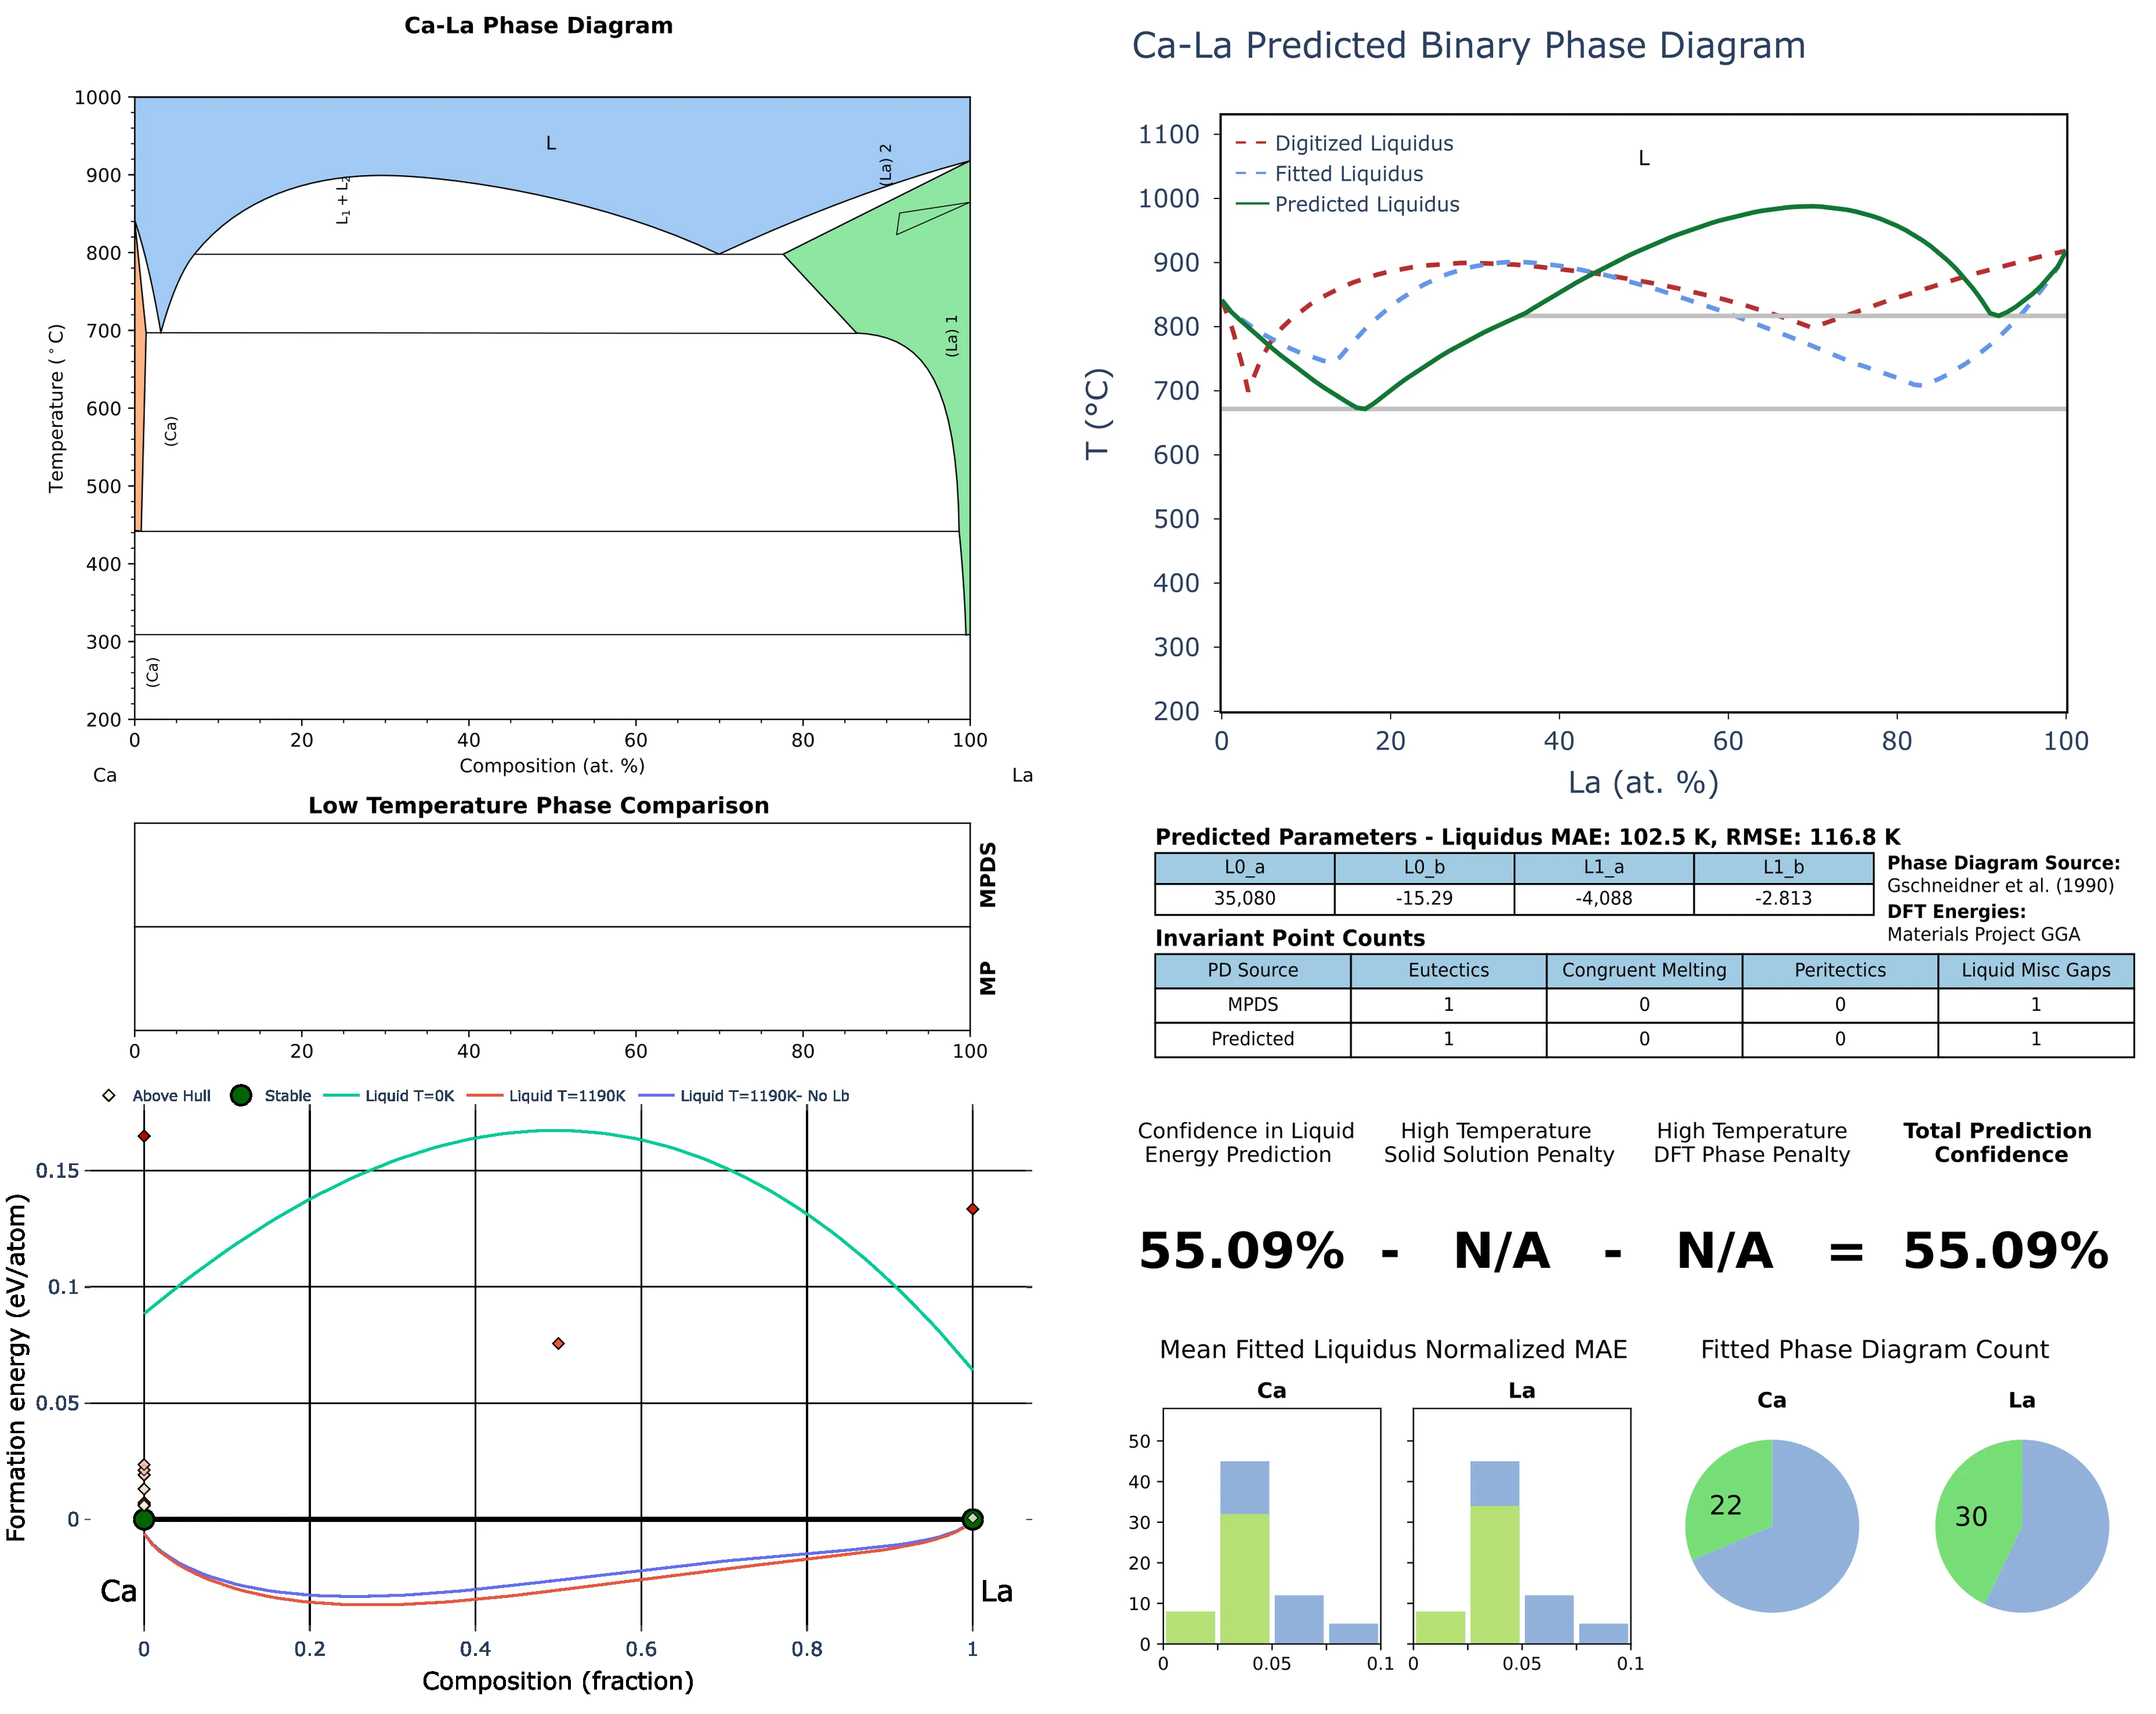 Ca-La Phase Diagram
1000
900
800
700
600
500
400
300
200
Temperature (°C)
L
L1 + L2
(La) 2
(La) 1
(Ca)
(Ca)
0 20 40 60 80 100
Composition (at. %)
Ca La
Low Temperature Phase Comparison
MPDS
MP
0 20 40 60 80 100
Above Hull Stable Liquid T=0K Liquid T=1190K Liquid T=1190K- No Lb
0.15
0.1
0.05
0
Formation energy (eV/atom)
Ca La
0 0.2 0.4 0.6 0.8 1
Composition (fraction)
Ca-La Predicted Binary Phase Diagram
1100
1000
900
800
700
600
500
400
300
200
T (°C)
Digitized Liquidus
Fitted Liquidus
Predicted Liquidus
L
0 20 40 60 80 100
La (at. %)
Predicted Parameters - Liquidus MAE: 102.5 K, RMSE: 116.8 K
L0_a L0_b L1_a L1_b
35,080 -15.29 -4,088 -2.813
Phase Diagram Source:
Gschneidner et al. (1990)
DFT Energies:
Materials Project GGA
Invariant Point Counts
PD Source Eutectics Congruent Melting Peritectics Liquid Misc Gaps
MPDS 1 0 0 1
Predicted 1 0 0 1
Confidence in Liquid
Energy Prediction
High Temperature
Solid Solution Penalty
High Temperature
DFT Phase Penalty
Total Prediction
Confidence
55.09% - N/A - N/A = 55.09%
Mean Fitted Liquidus Normalized MAE
Ca La
50
40
30
20
10
0
0 0.05 0.1 0 0.05 0.1
Fitted Phase Diagram Count
Ca La
22 30